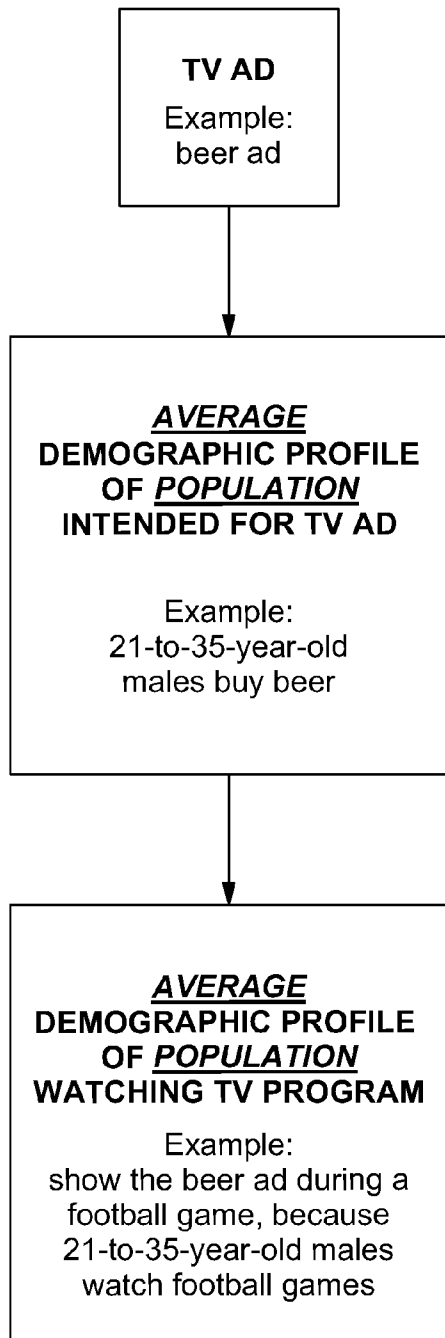 TV AD
Example:
beer ad
AVERAGE
DEMOGRAPHIC PROFILE
OF POPULATION
INTENDED FOR TV AD
Example:
21-to-35-year-old
males buy beer
AVERAGE
DEMOGRAPHIC PROFILE
OF POPULATION
WATCHING TV PROGRAM
Example:
show the beer ad during a
football game, because
21-to-35-year-old males
watch football games